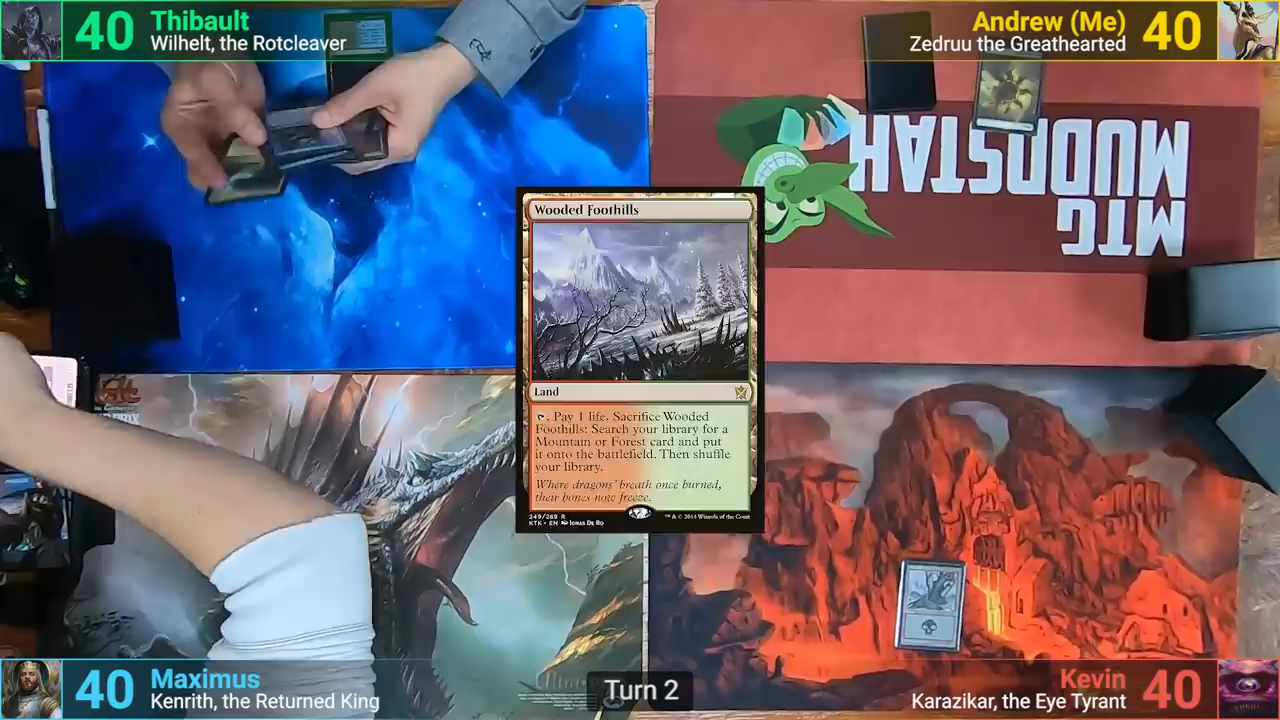 40
Thibault
Wilhelt, the Rotcleaver
Andrew (Me)
Zedruu the Greathearted
40
MTG
MUDDSTAH
Wooded Foothills
Land
, Pay 1 life, Sacrifice Wooded
Foothills: Search your library for a
Mountain or Forest card and put
it onto the battlefield. Then shuffle
your library.
Where dragons' breath once burned,
their bones now freeze.
249/269 R
KTK • EN JONAS DE RO
™ & © 2014 Wizards of the Coast
40
Maximus
Kenrith, the Returned King
Turn 2
Kevin
Karazikar, the Eye Tyrant
40